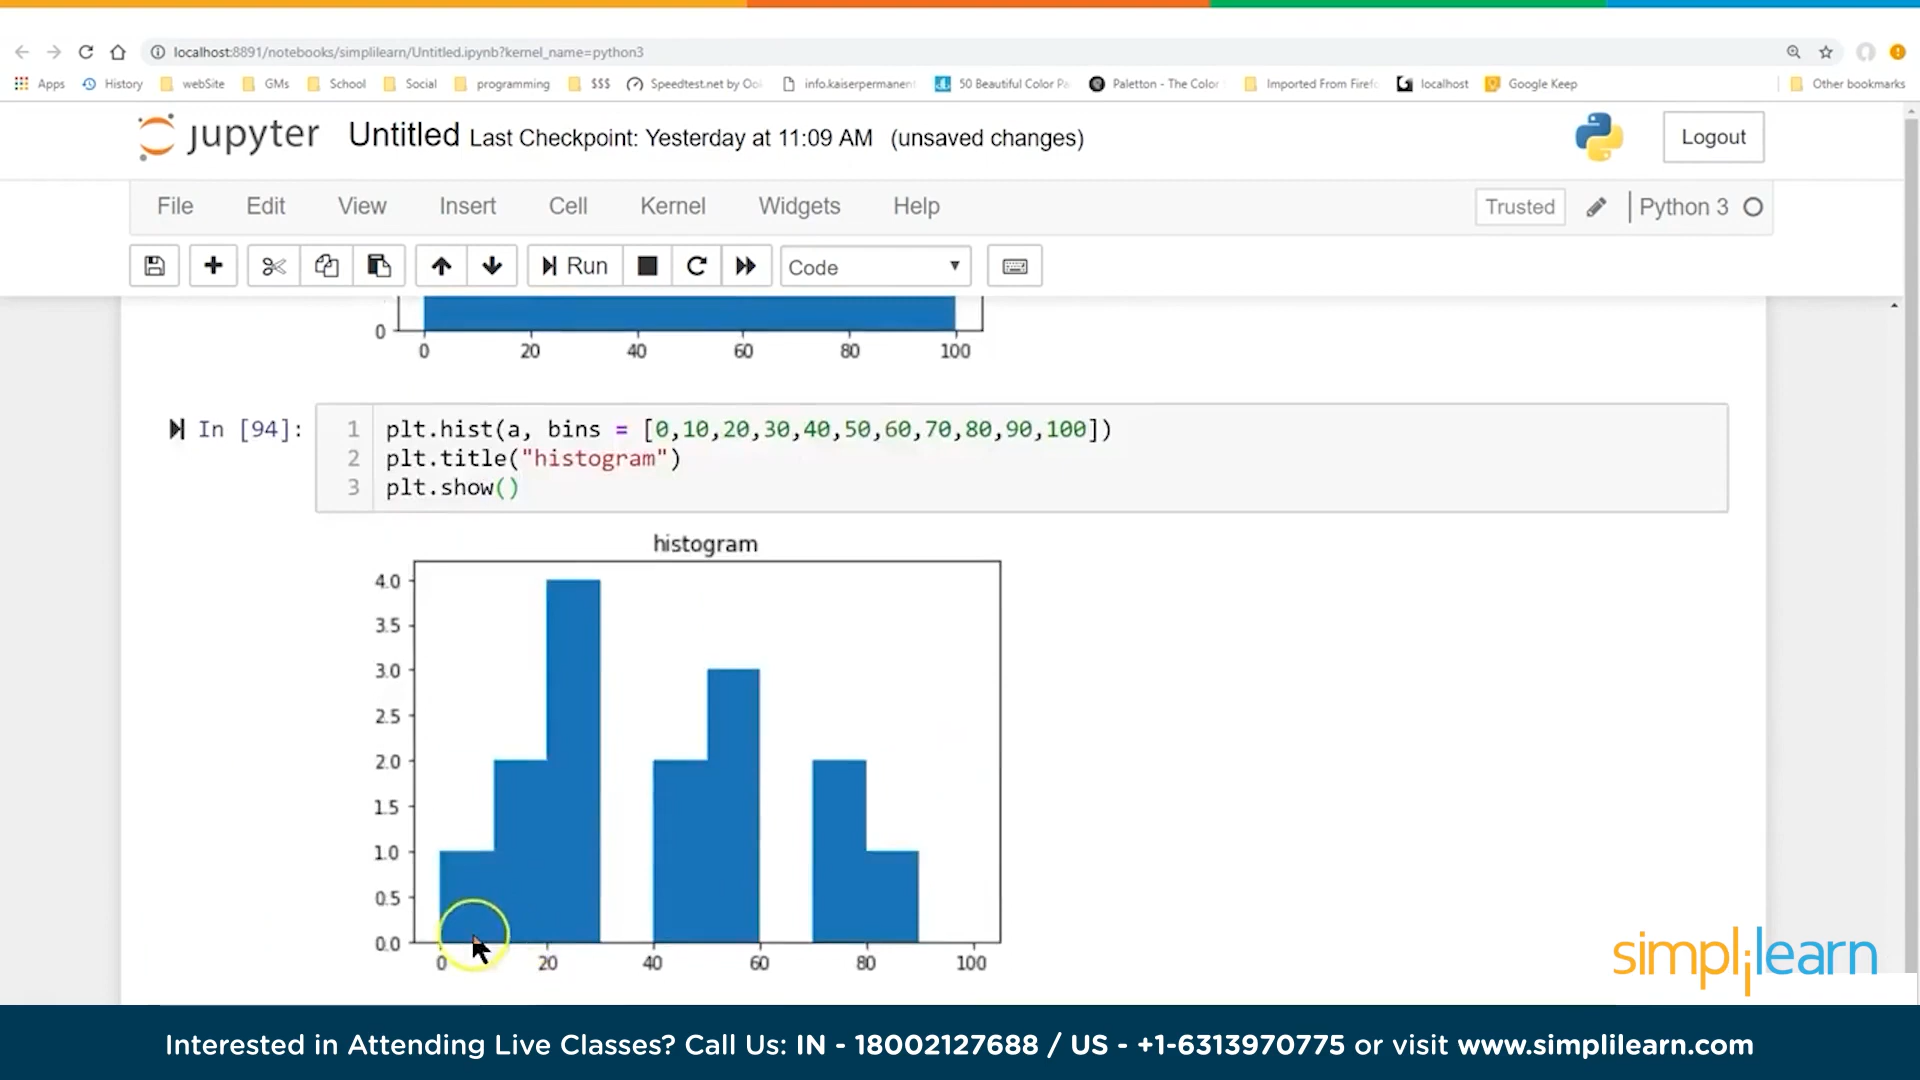 localhost:8891/notebooks/simplilearn/Untitled.ipynb?kernel_name=python3
Apps History webSite GMs School Social programming $$$ Speedtest.net by Ool info.kaiserpermanent 50 Beautiful Color Pa Paletton - The Color Imported From Firefo localhost Google Keep Other bookmarks
jupyter Untitled Last Checkpoint: Yesterday at 11:09 AM (unsaved changes) Logout
File Edit View Insert Cell Kernel Widgets Help Trusted Python 3
Run Code
0
0 20 40 60 80 100
In [94]: 1 plt.hist(a, bins = [0,10,20,30,40,50,60,70,80,90,100])
2 plt.title("histogram")
3 plt.show()
histogram
4.0
3.5
3.0
2.5
2.0
1.5
1.0
0.5
0.0
0 20 40 60 80 100
simplilearn
Interested in Attending Live Classes? Call Us: IN - 18002127688 / US - +1-6313970775 or visit www.simplilearn.com